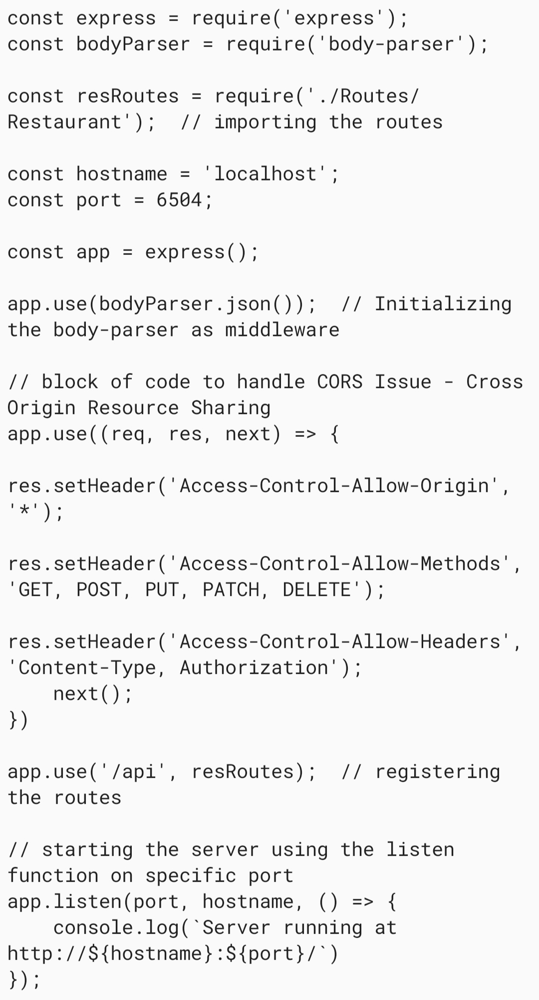 const express = require('express');
const bodyParser = require('body-parser');
const resRoutes = require('./Routes/
Restaurant');  // importing the routes
const hostname = 'localhost';
const port = 6504;
const app = express();
app.use(bodyParser.json());  // Initializing
the body-parser as middleware
// block of code to handle CORS Issue - Cross
Origin Resource Sharing
app.use((req, res, next) => {
res.setHeader('Access-Control-Allow-Origin',
'*');
res.setHeader('Access-Control-Allow-Methods',
'GET, POST, PUT, PATCH, DELETE');
res.setHeader('Access-Control-Allow-Headers',
'Content-Type, Authorization');
    next();
})
app.use('/api', resRoutes);  // registering
the routes
// starting the server using the listen
function on specific port
app.listen(port, hostname, () => {
    console.log(`Server running at
http://${hostname}:${port}/`)
});